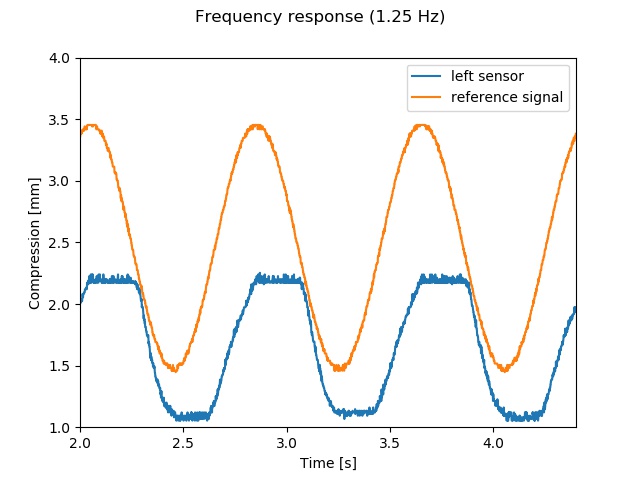 Frequency response (1.25 Hz)
4.0
3.5
3.0
2.5
2.0
1.5
1.0
Compression [mm]
left sensor
reference signal
2.0 2.5 3.0 3.5 4.0
Time [s]